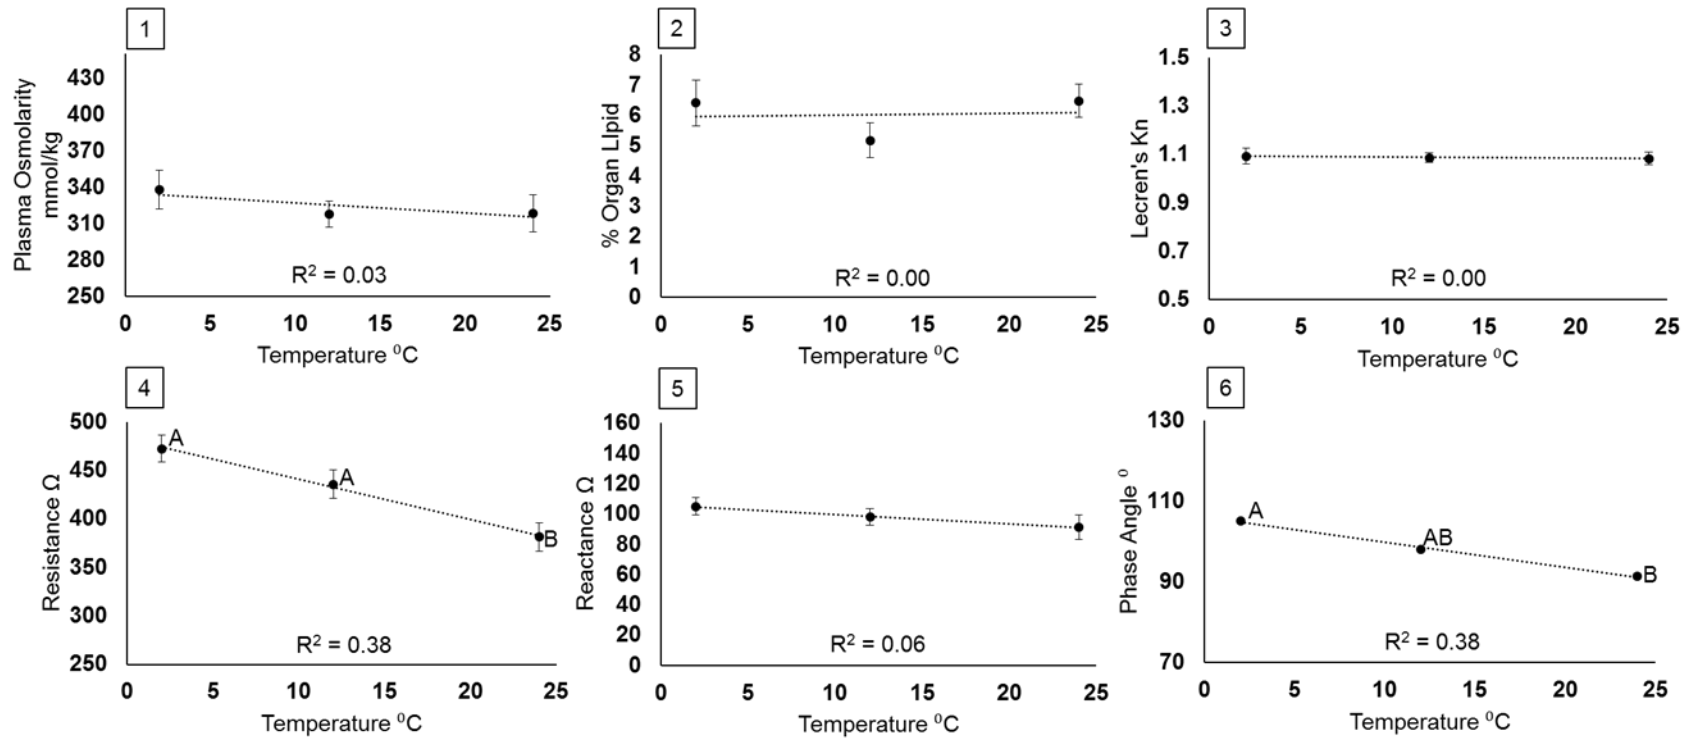 1
Plasma Osmolarity
mmol/kg
430
400
370
340
310
280
250
R² = 0.03
0 5 10 15 20 25
Temperature ⁰C
2
% Organ LIpid
8
7
6
5
4
3
2
1
0
R² = 0.00
0 5 10 15 20 25
Temperature ⁰C
3
Lecren's Kn
1.5
1.3
1.1
0.9
0.7
0.5
R² = 0.00
0 5 10 15 20 25
Temperature ⁰C
4
Resistance Ω
500
450
400
350
300
250
A
A
B
R² = 0.38
0 5 10 15 20 25
Temperature ⁰C
5
Reactance Ω
160
140
120
100
80
60
40
20
0
R² = 0.06
0 5 10 15 20 25
Temperature ⁰C
6
Phase Angle ⁰
130
110
90
70
A
AB
B
R² = 0.38
0 5 10 15 20 25
Temperature ⁰C